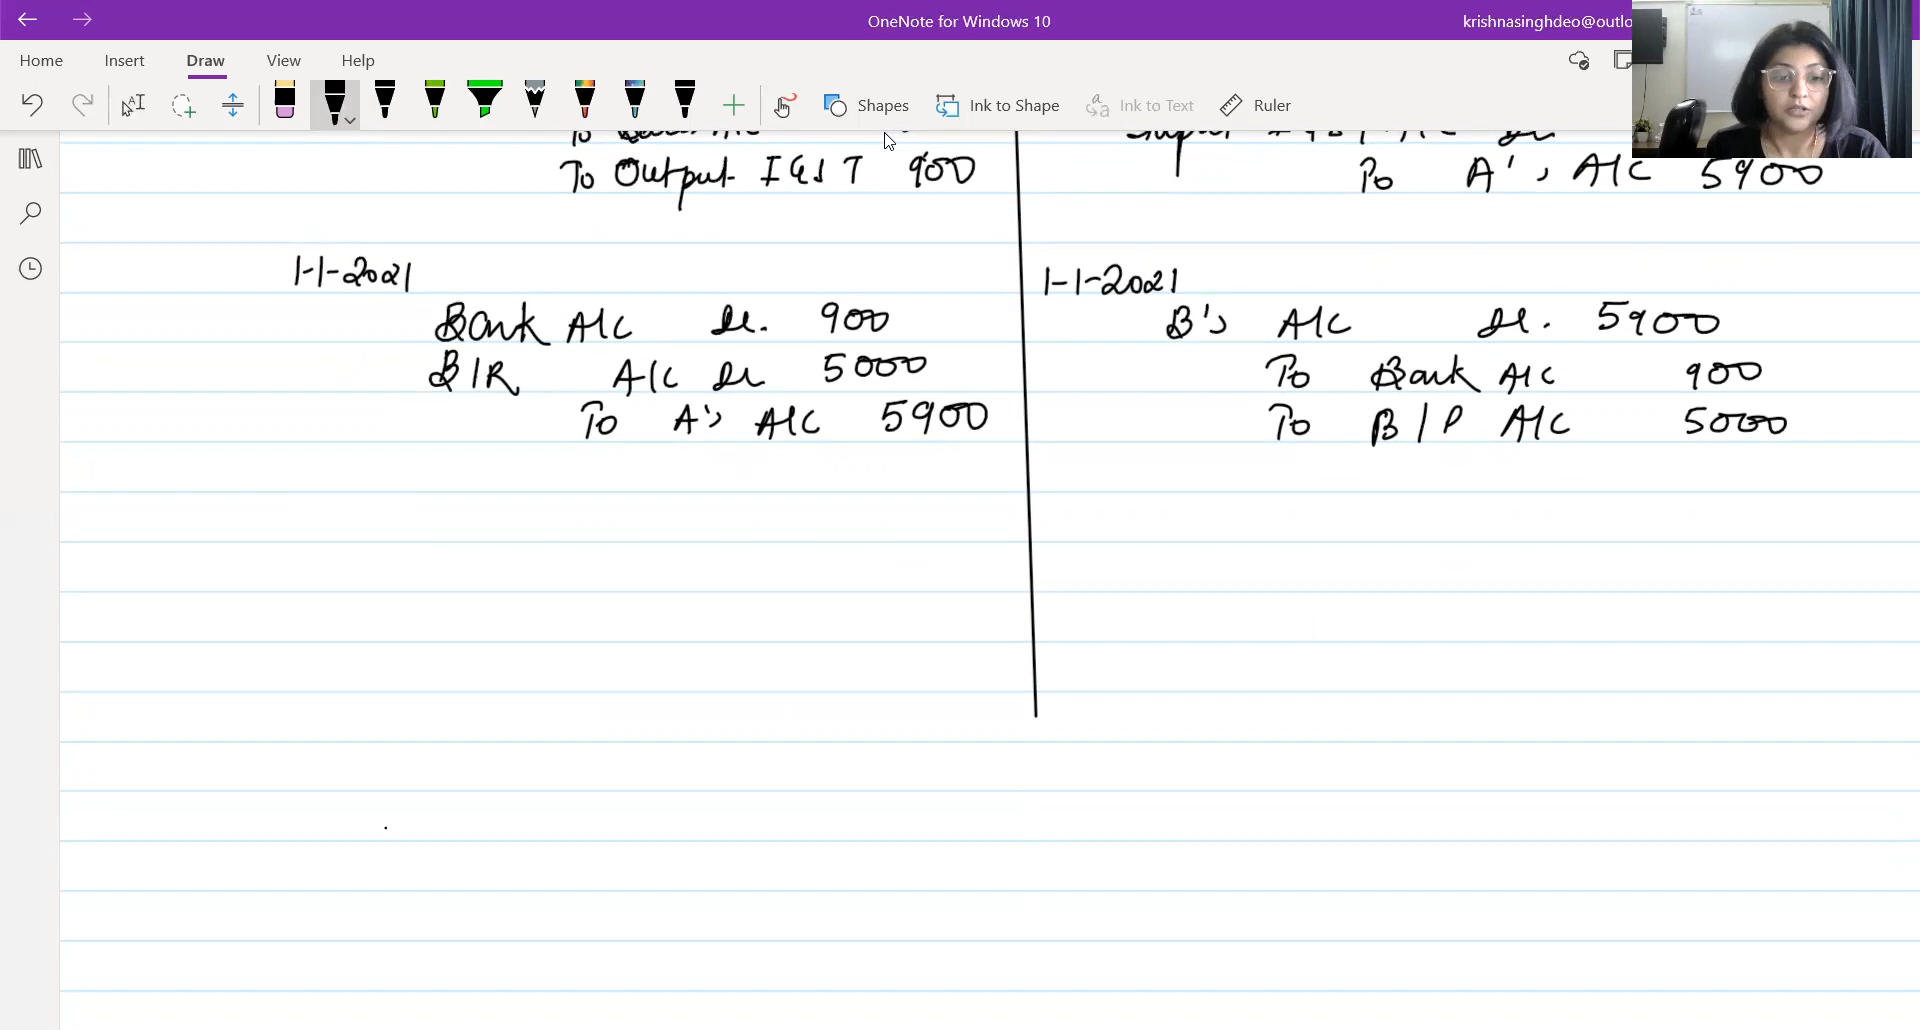 OneNote for Windows 10
krishnasinghdeo@outlo
Home Insert Draw View Help
Shapes Ink to Shape Ink to Text Ruler
To Output IGST 900
1-1-2021
Bank A/C Dr. 900
B/R A/C Dr 5000
To A's A/C 5900
To A's A/C 5900
1-1-2021
B's A/C Dr. 5900
To Bank A/C 900
To B/P A/C 5000